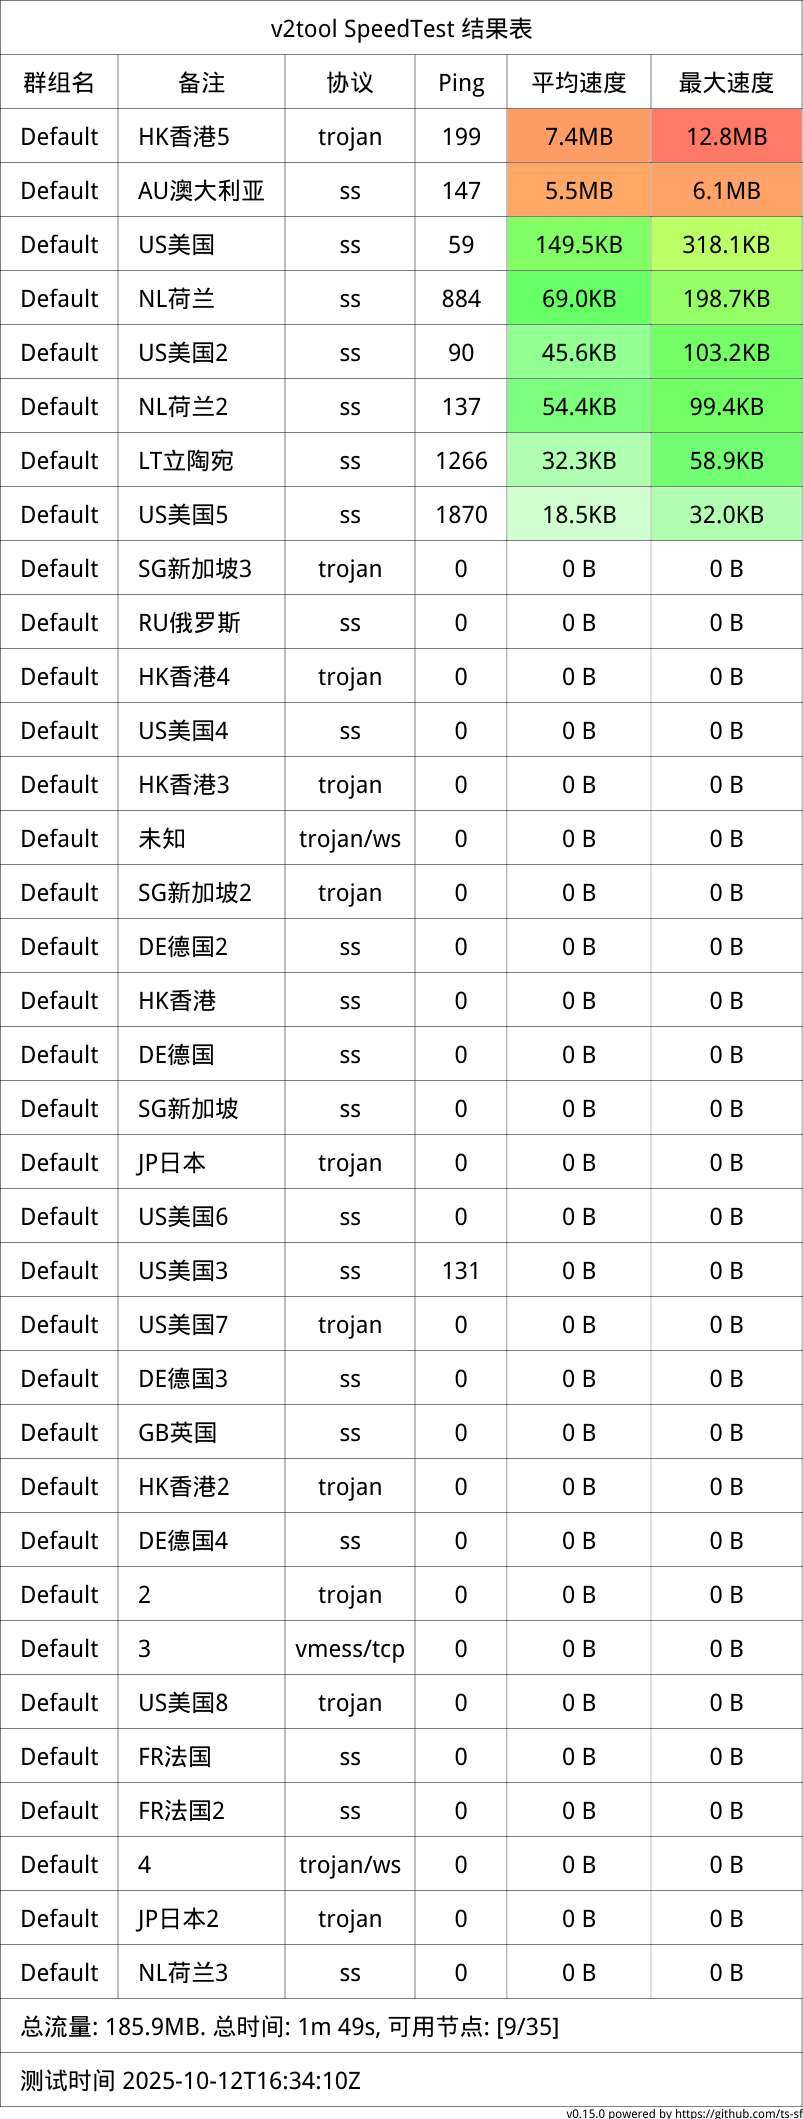 v2tool SpeedTest 结果表
群组名 备注 协议 Ping 平均速度 最大速度
Default HK香港5 trojan 199 7.4MB 12.8MB
Default AU澳大利亚 ss 147 5.5MB 6.1MB
Default US美国 ss 59 149.5KB 318.1KB
Default NL荷兰 ss 884 69.0KB 198.7KB
Default US美国2 ss 90 45.6KB 103.2KB
Default NL荷兰2 ss 137 54.4KB 99.4KB
Default LT立陶宛 ss 1266 32.3KB 58.9KB
Default US美国5 ss 1870 18.5KB 32.0KB
Default SG新加坡3 trojan 0 0 B 0 B
Default RU俄罗斯 ss 0 0 B 0 B
Default HK香港4 trojan 0 0 B 0 B
Default US美国4 ss 0 0 B 0 B
Default HK香港3 trojan 0 0 B 0 B
Default 未知 trojan/ws 0 0 B 0 B
Default SG新加坡2 trojan 0 0 B 0 B
Default DE德国2 ss 0 0 B 0 B
Default HK香港 ss 0 0 B 0 B
Default DE德国 ss 0 0 B 0 B
Default SG新加坡 ss 0 0 B 0 B
Default JP日本 trojan 0 0 B 0 B
Default US美国6 ss 0 0 B 0 B
Default US美国3 ss 131 0 B 0 B
Default US美国7 trojan 0 0 B 0 B
Default DE德国3 ss 0 0 B 0 B
Default GB英国 ss 0 0 B 0 B
Default HK香港2 trojan 0 0 B 0 B
Default DE德国4 ss 0 0 B 0 B
Default 2 trojan 0 0 B 0 B
Default 3 vmess/tcp 0 0 B 0 B
Default US美国8 trojan 0 0 B 0 B
Default FR法国 ss 0 0 B 0 B
Default FR法国2 ss 0 0 B 0 B
Default 4 trojan/ws 0 0 B 0 B
Default JP日本2 trojan 0 0 B 0 B
Default NL荷兰3 ss 0 0 B 0 B
总流量: 185.9MB. 总时间: 1m 49s, 可用节点: [9/35]
测试时间 2025-10-12T16:34:10Z
v0.15.0 powered by https://github.com/ts-sf